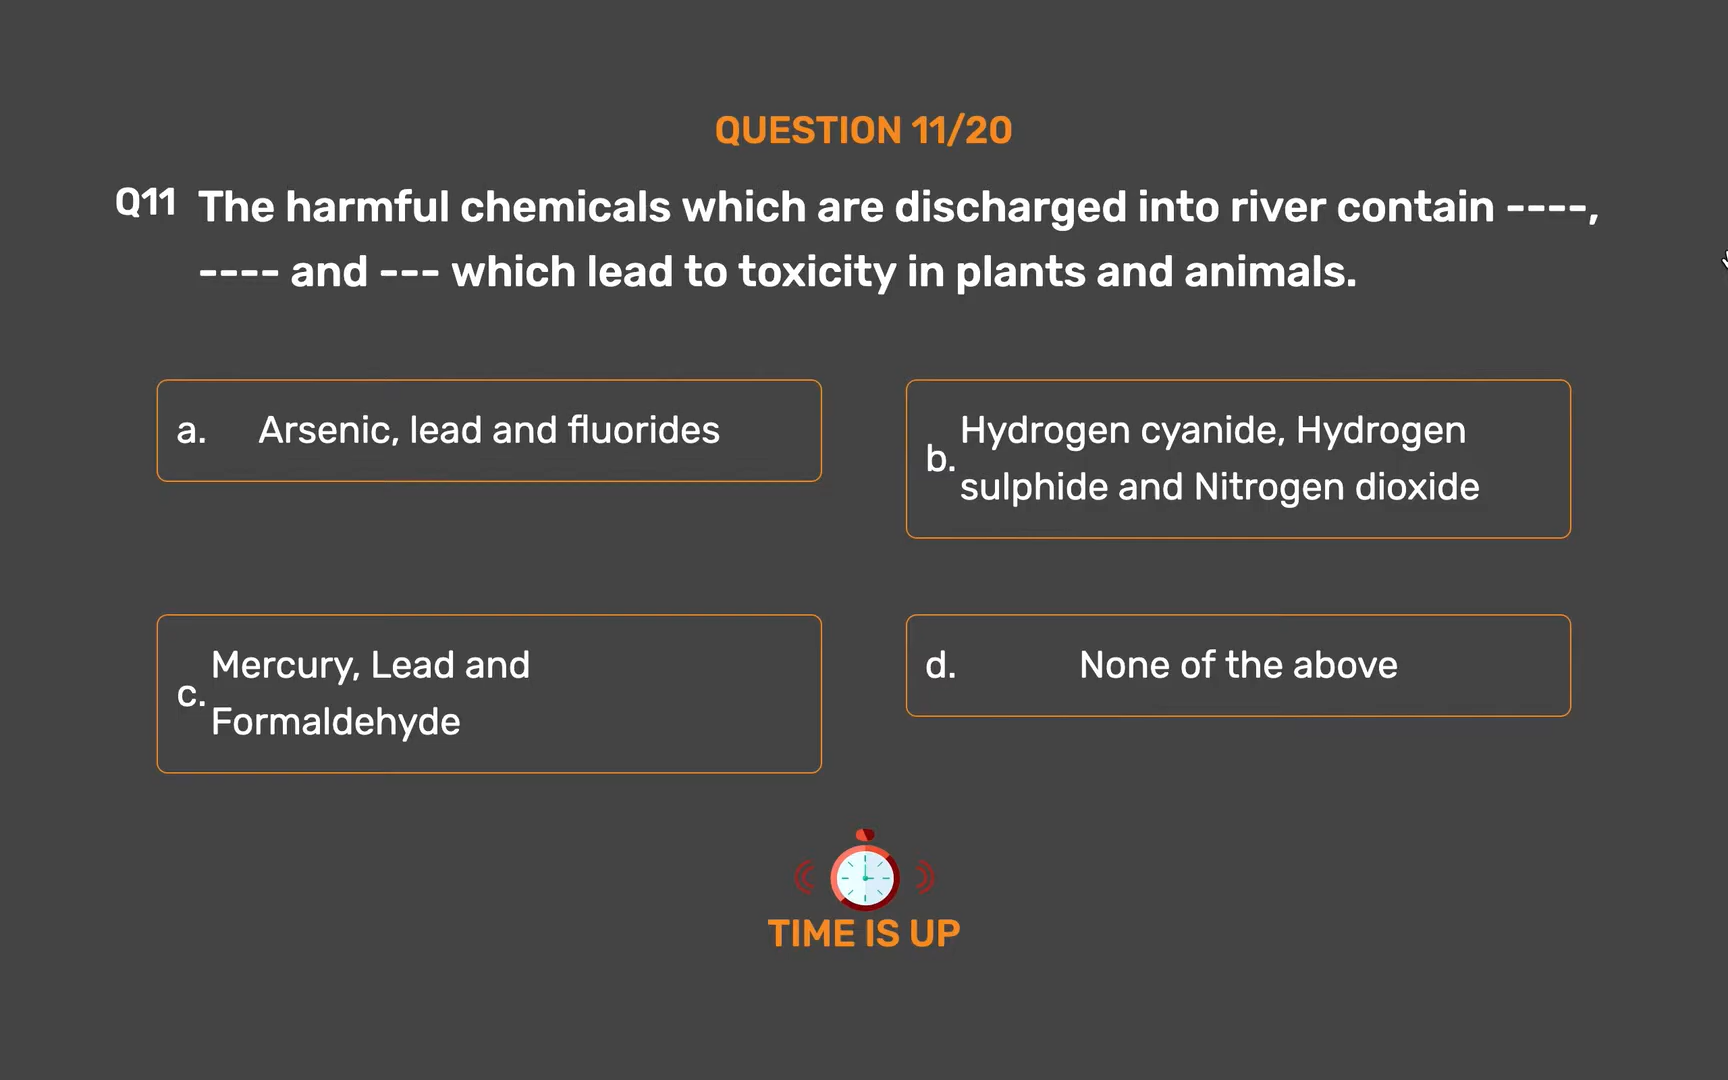 QUESTION 11/20
Q11 The harmful chemicals which are discharged into river contain ----,
---- and --- which lead to toxicity in plants and animals.
a. Arsenic, lead and fluorides
b. Hydrogen cyanide, Hydrogen
sulphide and Nitrogen dioxide
c. Mercury, Lead and
Formaldehyde
d. None of the above
TIME IS UP